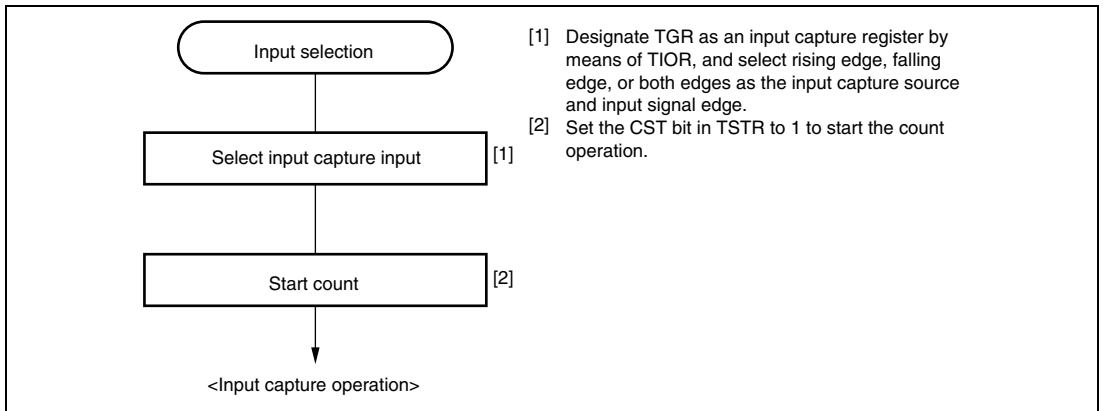 Input selection
Select input capture input
[1]
Start count
[2]
<Input capture operation>
[1] Designate TGR as an input capture register by
means of TIOR, and select rising edge, falling
edge, or both edges as the input capture source
and input signal edge.
[2] Set the CST bit in TSTR to 1 to start the count
operation.